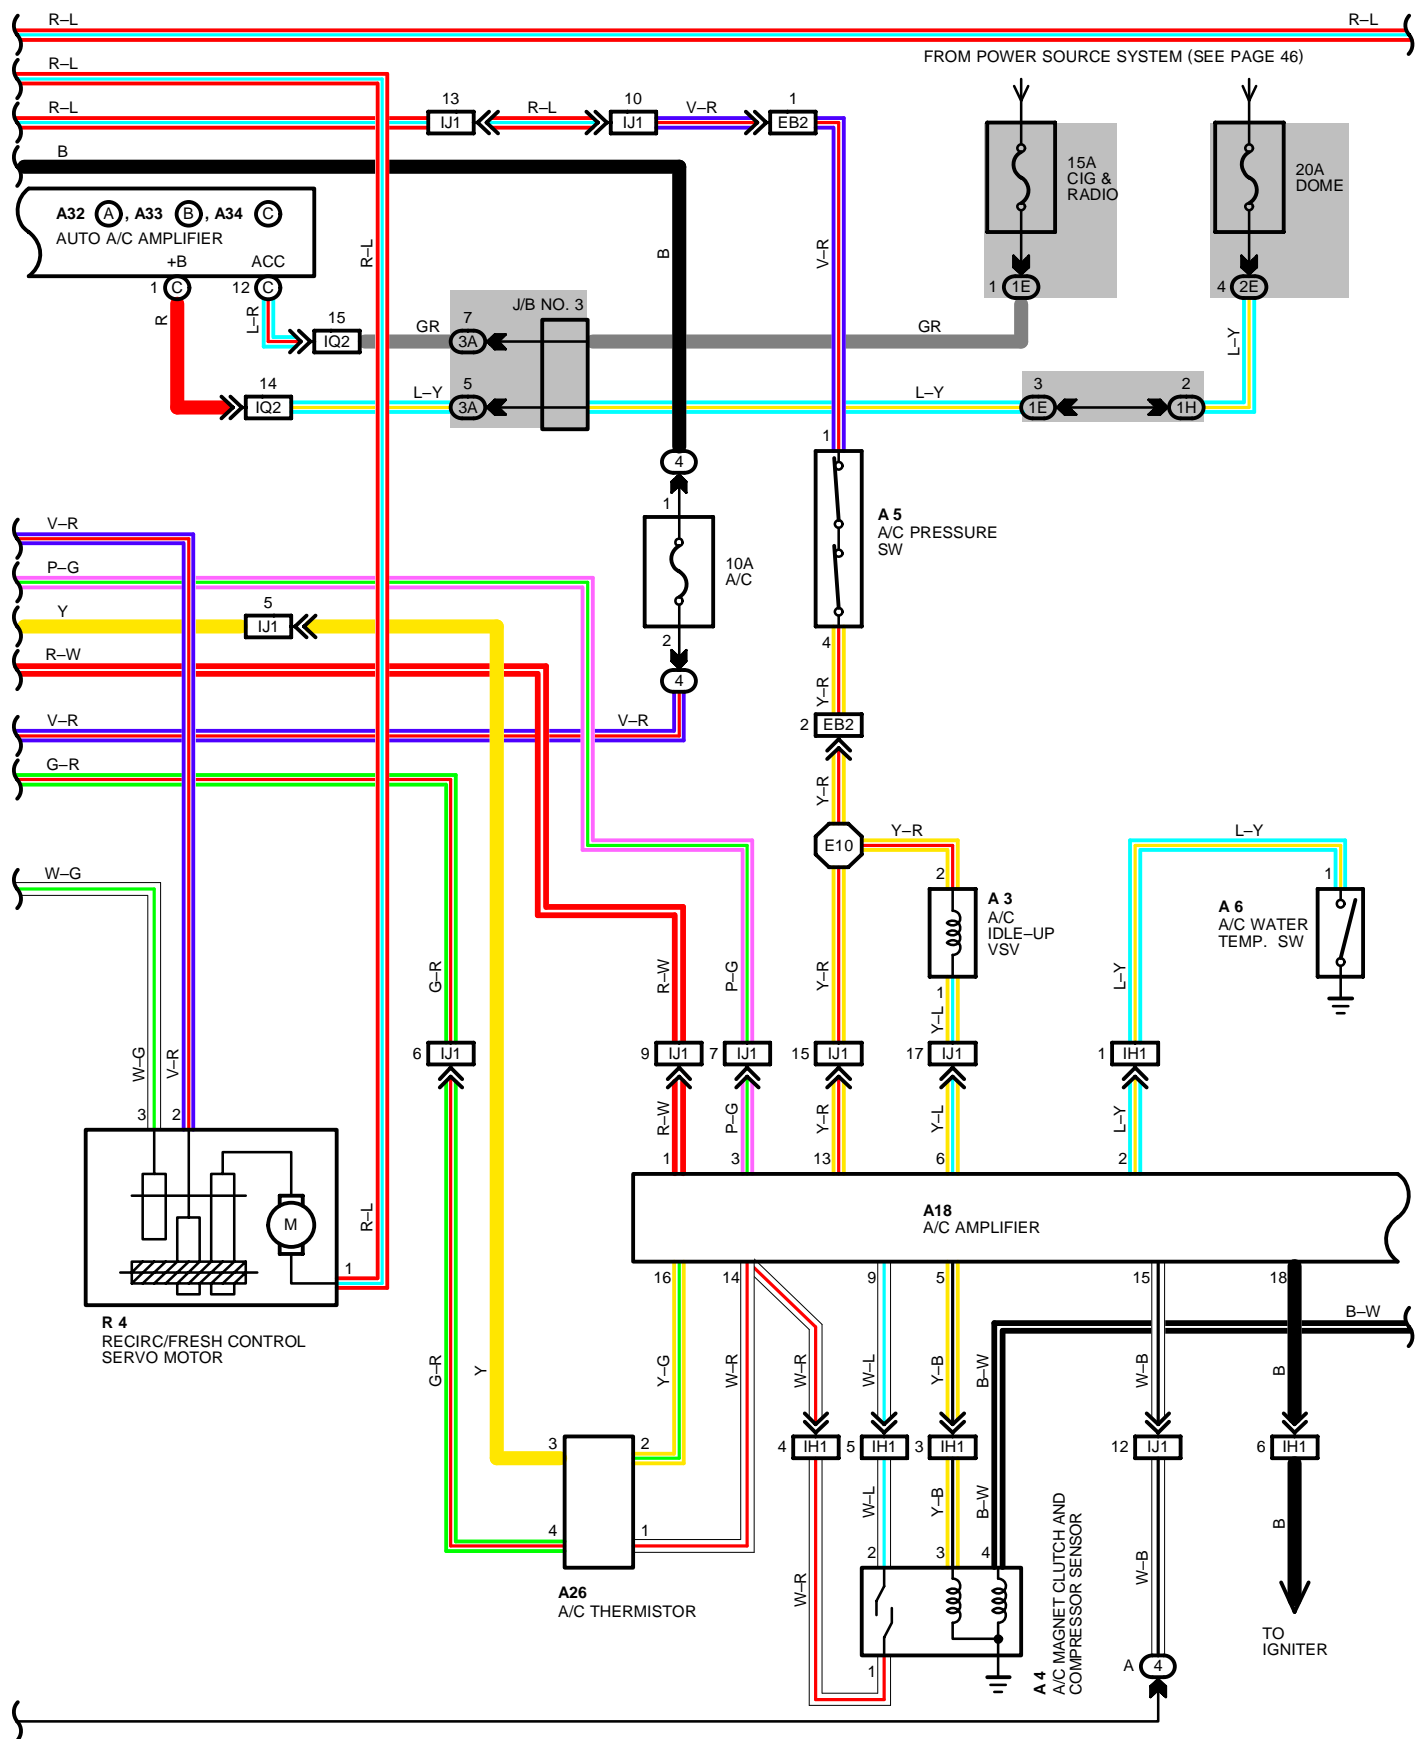 R–L
R–L
FROM POWER SOURCE SYSTEM (SEE PAGE 46)
R–L
R–L
13
IJ1
R–L
10
IJ1
V–R
1
EB2
B
15A
CIG &
RADIO
20A
DOME
A32 A , A33 B , A34 C
AUTO A/C AMPLIFIER
+B
ACC
1 C
12 C
R
L–R
R–L
B
V–R
J/B NO. 3
1 1E
4 2E
15
IQ2
GR
7
3A
GR
L–Y
14
IQ2
L–Y
5
3A
L–Y
3
1E
2
1H
4
1
1
A 5
A/C PRESSURE
SW
10A
A/C
V–R
P–G
Y
5
IJ1
R–W
2
4
4
Y–R
V–R
V–R
2 EB2
G–R
Y–R
E10
Y–R
L–Y
W–G
2
A 3
A/C
IDLE–UP
VSV
1
A 6
A/C WATER
TEMP. SW
G–R
R–W
P–G
Y–R
1
Y–L
L–Y
6 IJ1
9 IJ1
7 IJ1
15 IJ1
17 IJ1
1 IH1
W–G
V–R
3
2
R–W
P–G
Y–R
Y–L
L–Y
1
3
13
6
2
M
R–L
1
A18
A/C AMPLIFIER
16
14
9
5
15
18
R 4
RECIRC/FRESH CONTROL
SERVO MOTOR
B–W
G–R
Y
Y–G
W–R
W–R
W–L
Y–B
B–W
W–B
B
3
2
4 IH1
5 IH1
3 IH1
12 IJ1
6 IH1
4
1
W–L
Y–B
B–W
B
2
3
4
A26
A/C THERMISTOR
W–R
W–B
A 4
A/C MAGNET CLUTCH AND
COMPRESSOR SENSOR
1
TO
IGNITER
A 4